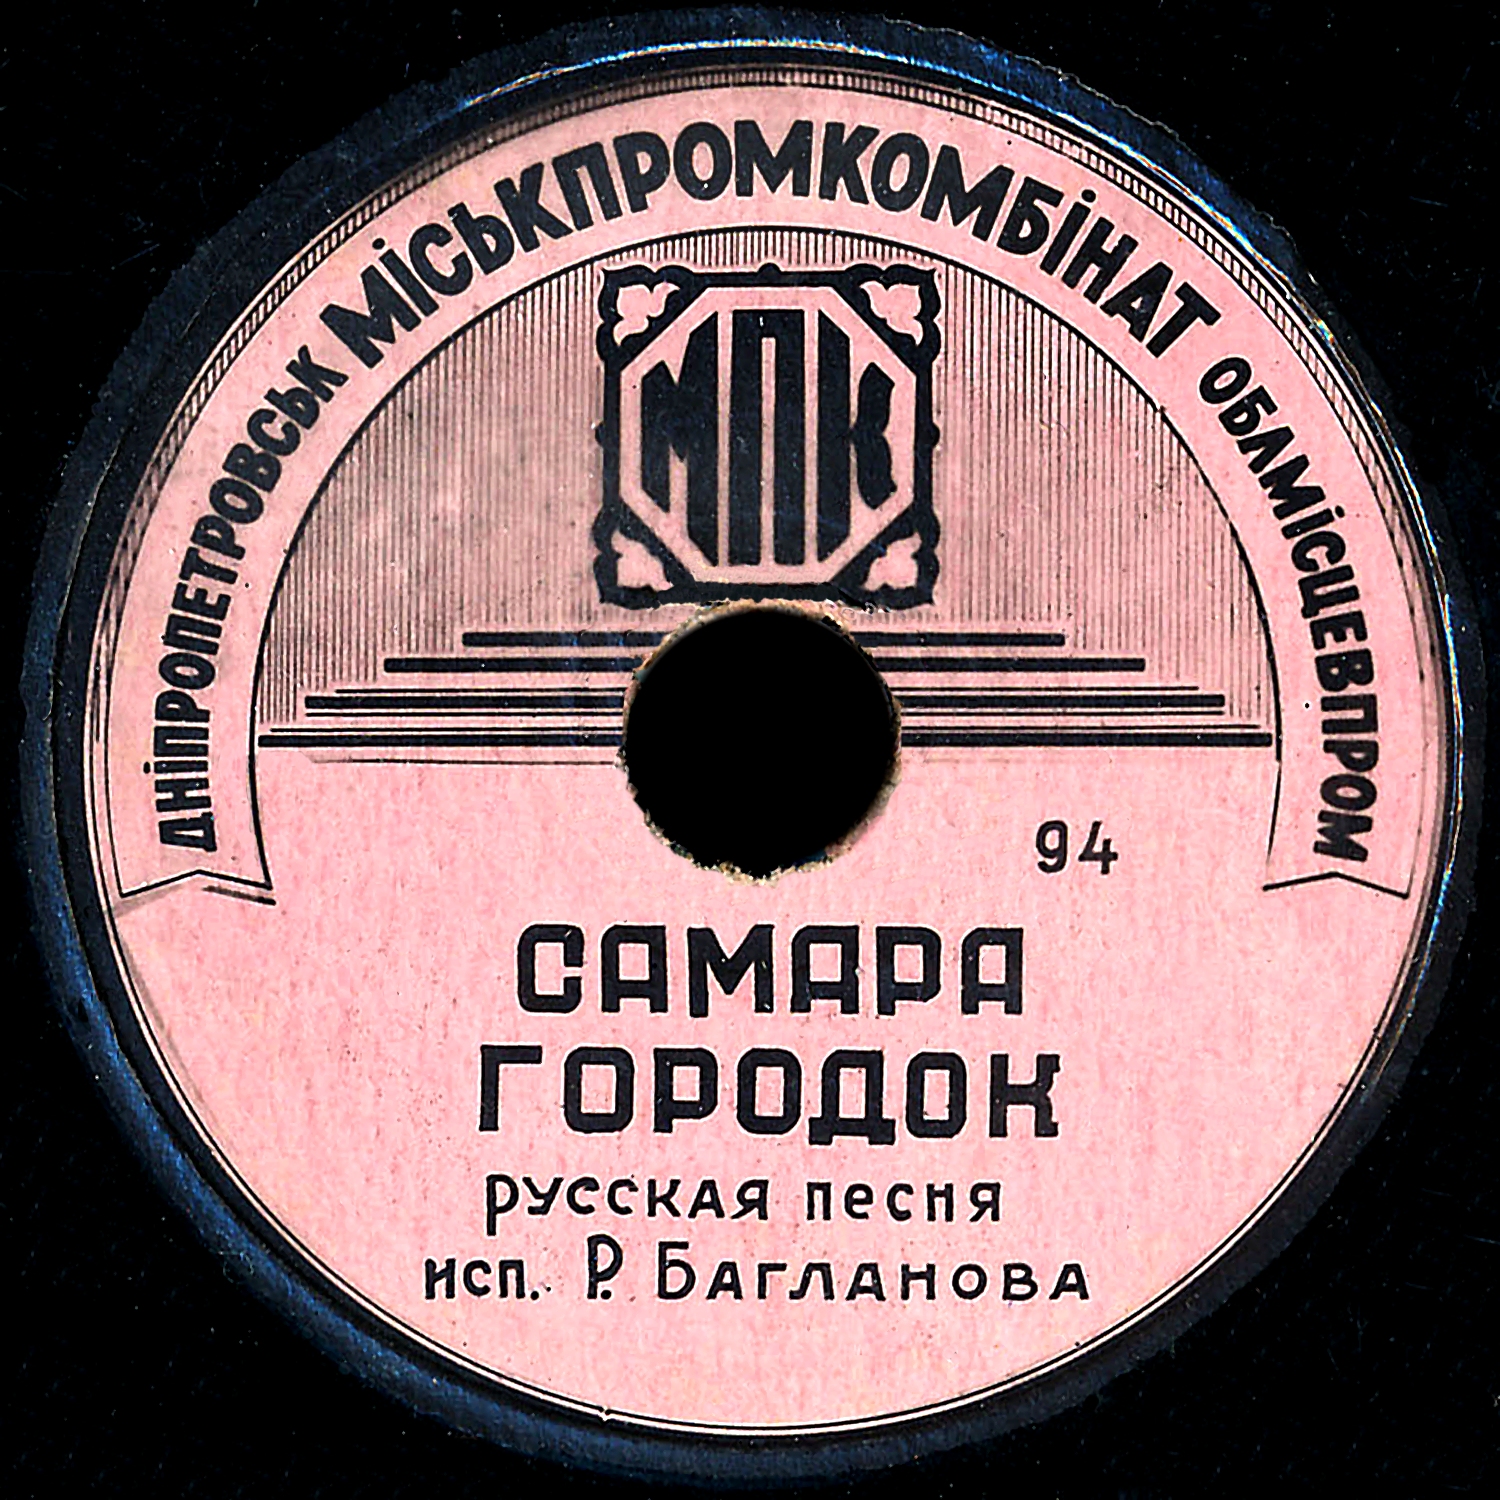 ДНІПРОПЕТРОВСЬК МІСЬКПРОМКОМБІНАТ ОБЛМІСЦЕВПРОМ
МПК
94
САМАРА
ГОРОДОК
русская песня
исп. Р. Багланова